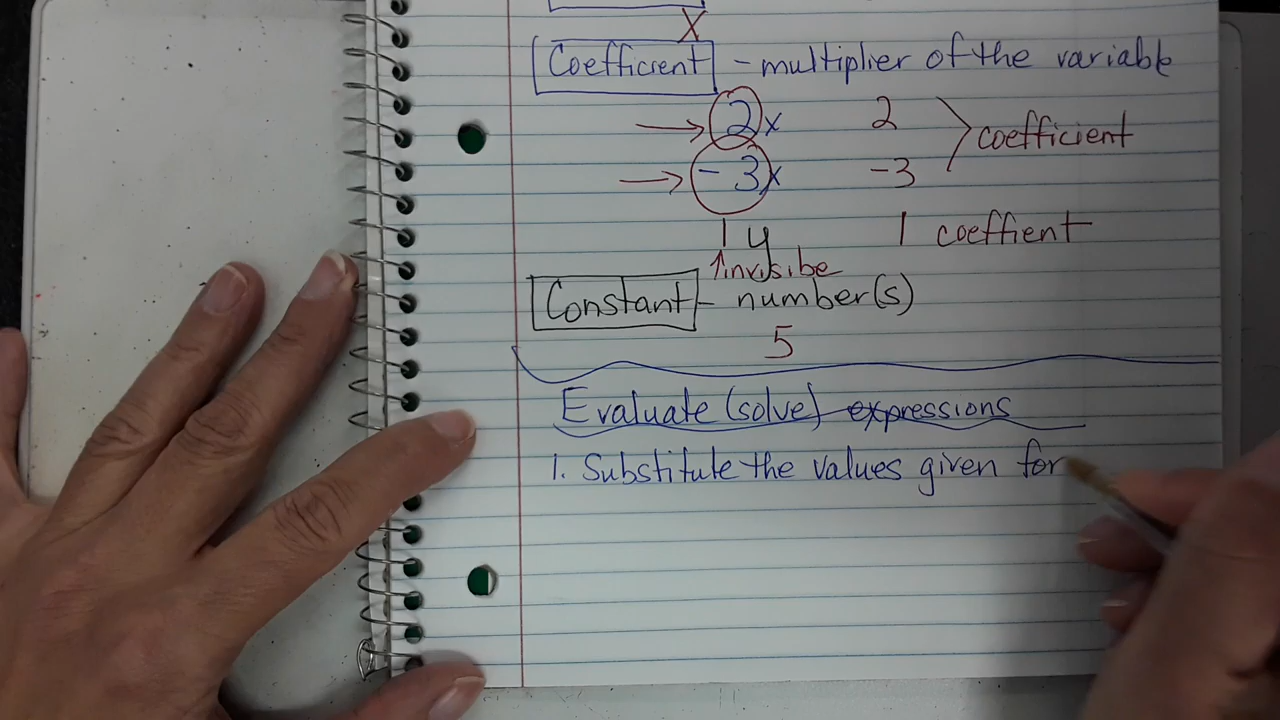 X
Coefficient - multiplier of the variable
→ 2x 2
coefficient
→ -3x -3
1 y 1 coeffient
↑invisibe
Constant - number(s)
5
Evaluate (solve) expressions
1. Substitute the values given for